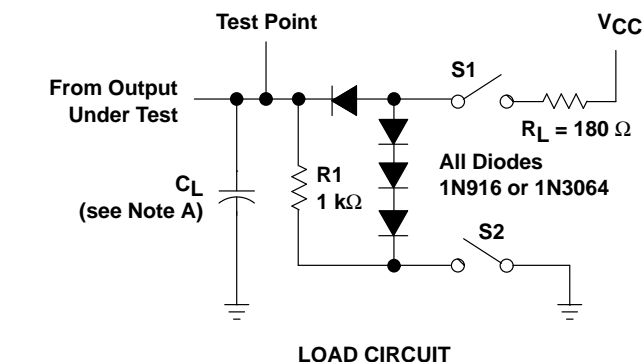 Test Point
VCC
S1
From Output
Under Test
RL = 180 Ω
All Diodes
1N916 or 1N3064
R1
1 kΩ
CL
(see Note A)
S2
LOAD CIRCUIT